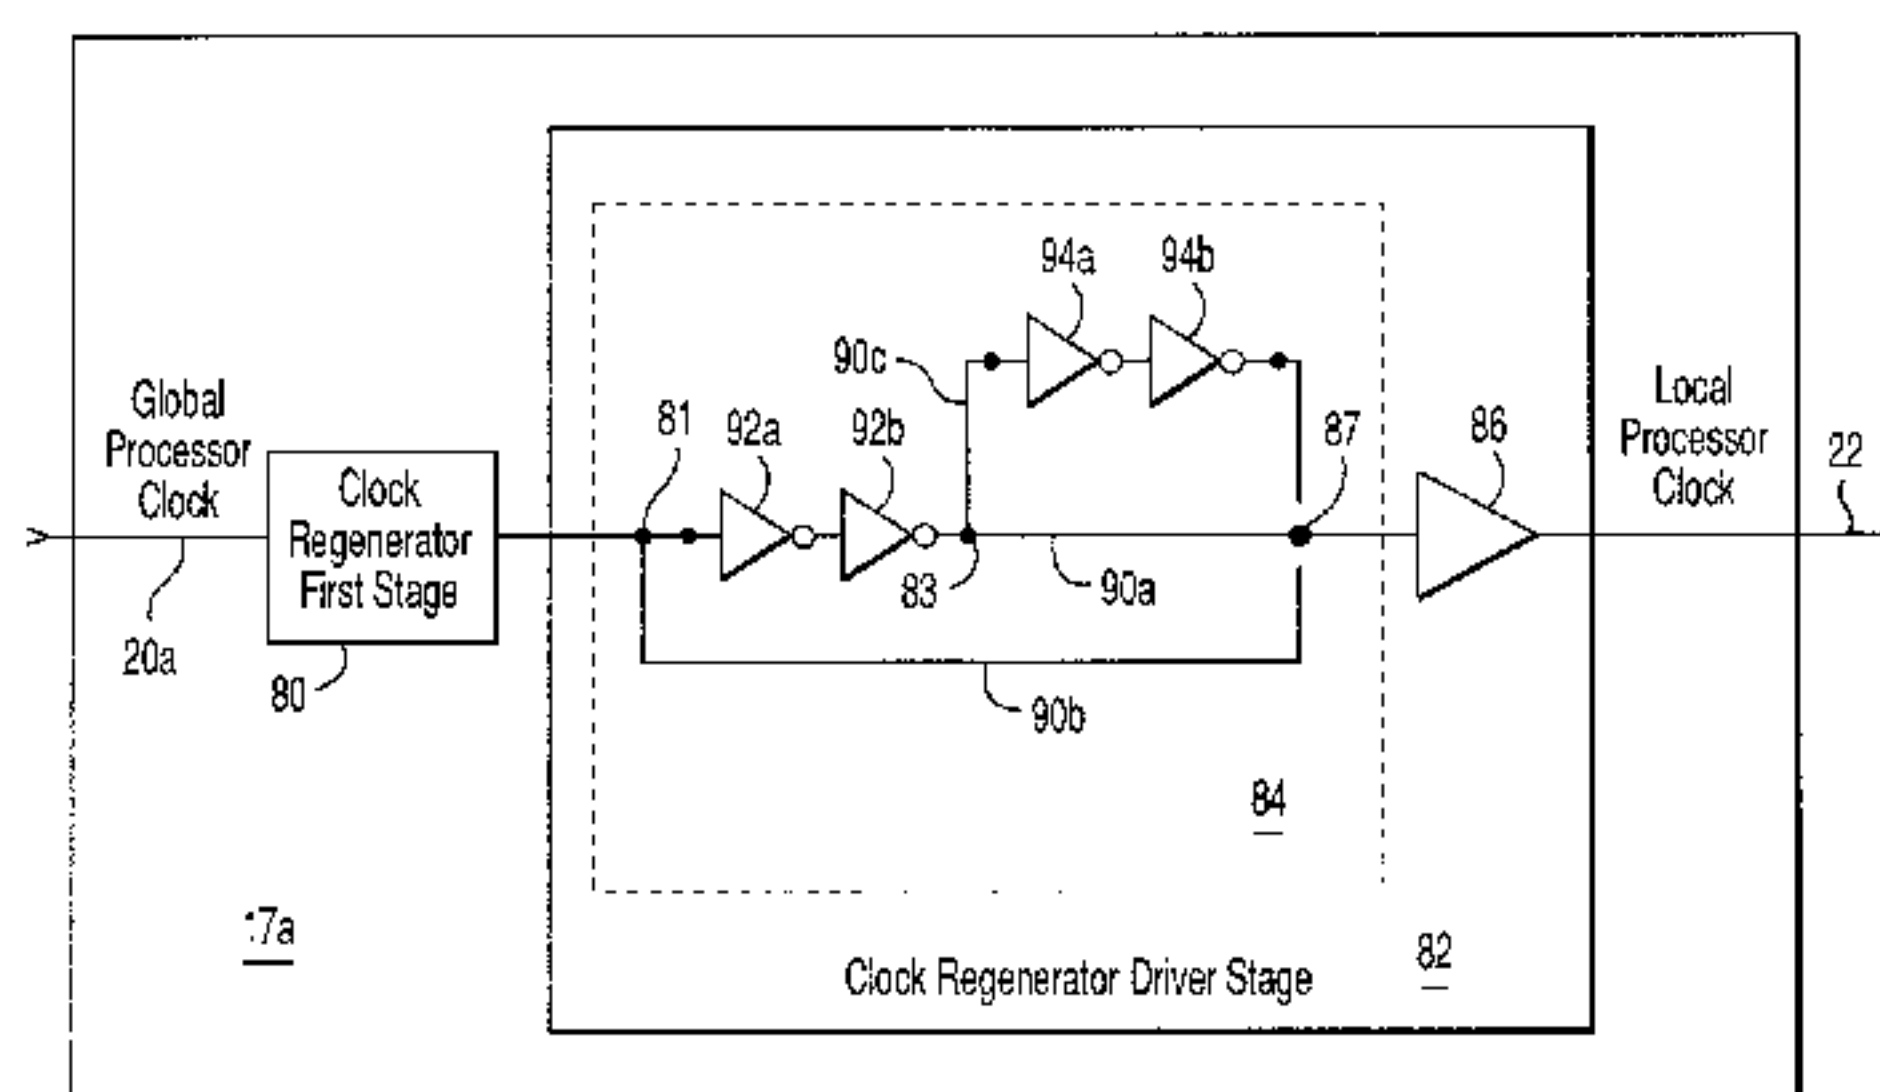 94a
94b
90c
Global
Processor
Clock
81
92a
92b
87
86
Local
Processor
Clock
22
Clock
Regenerator
First Stage
83
90a
20a
80
90b
84
17a
82
Clock Regenerator Driver Stage